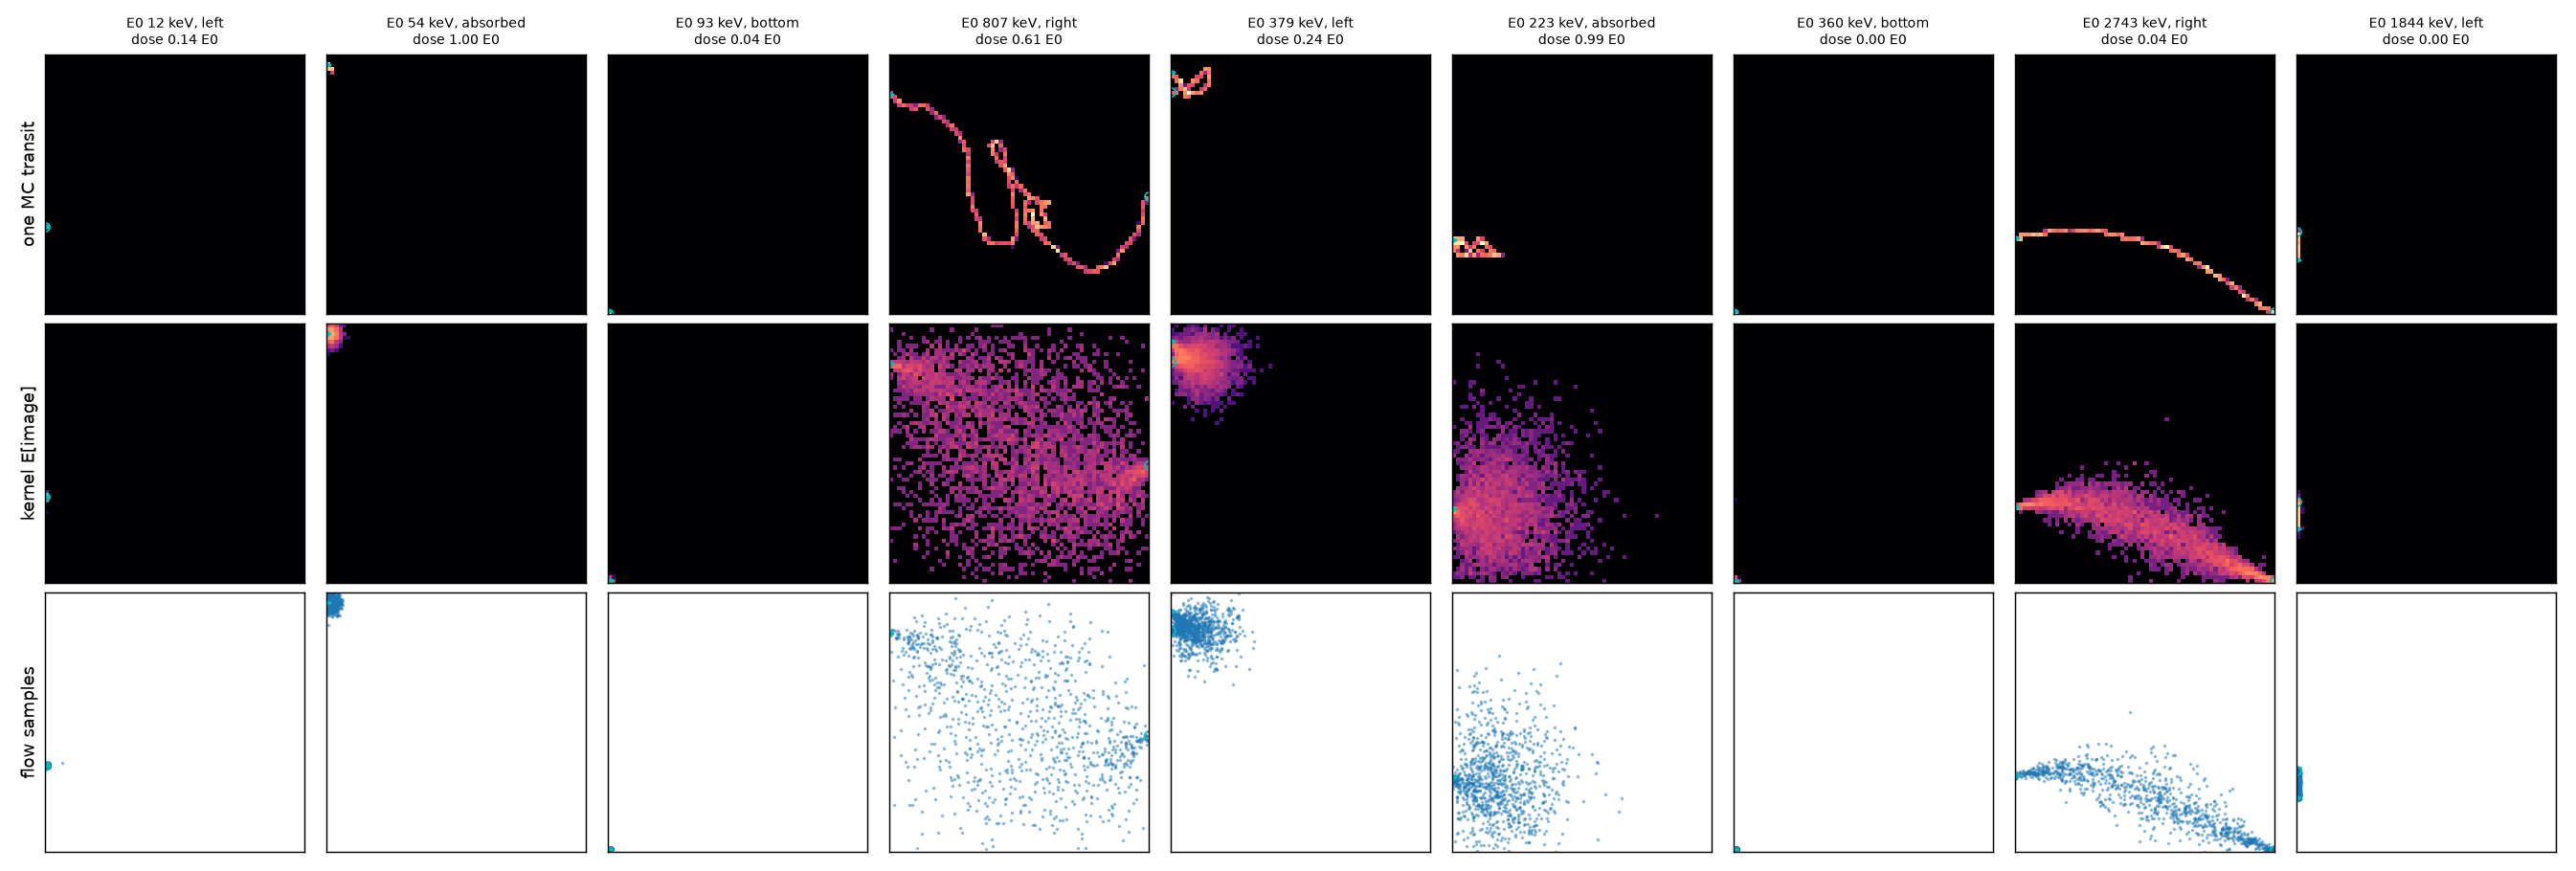 E0 12 keV, left
dose 0.14 E0
E0 54 keV, absorbed
dose 1.00 E0
E0 93 keV, bottom
dose 0.04 E0
E0 807 keV, right
dose 0.61 E0
E0 379 keV, left
dose 0.24 E0
E0 223 keV, absorbed
dose 0.99 E0
E0 360 keV, bottom
dose 0.00 E0
E0 2743 keV, right
dose 0.04 E0
E0 1844 keV, left
dose 0.00 E0
one MC transit
kernel E[image]
flow samples